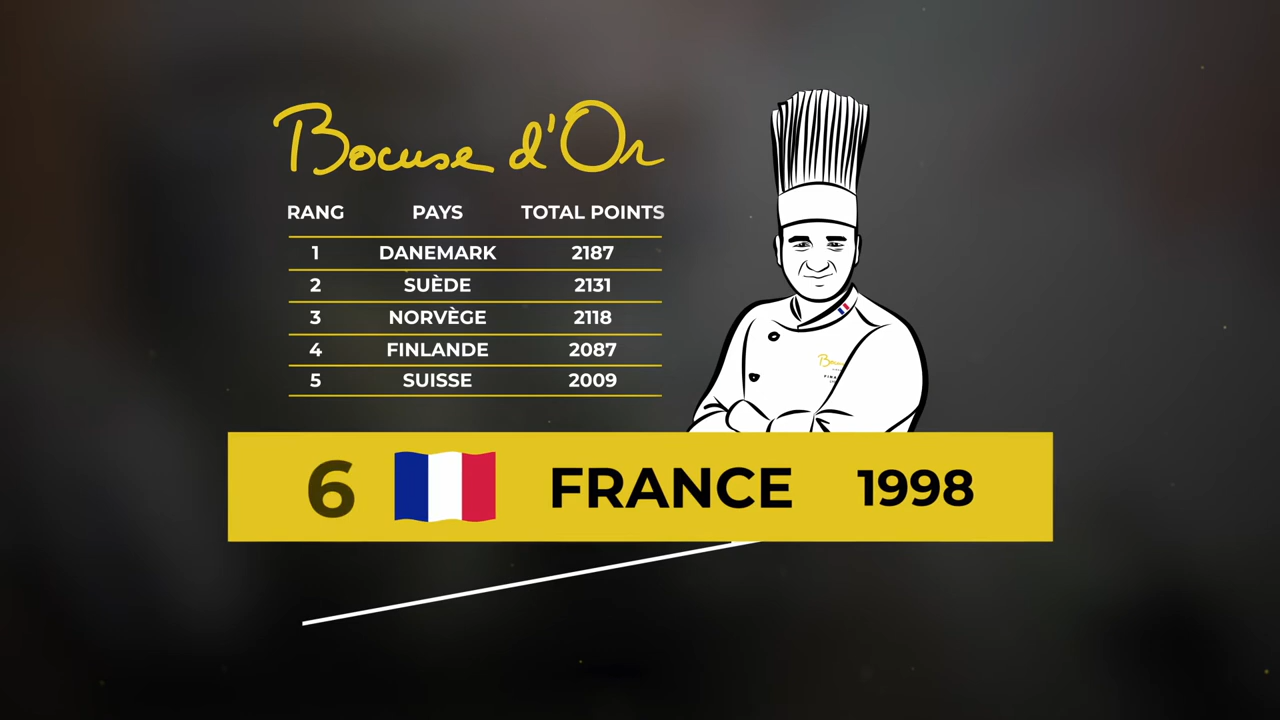 Bocuse d'Or
RANG PAYS TOTAL POINTS
1 DANEMARK 2187
2 SUÈDE 2131
3 NORVÈGE 2118
4 FINLANDE 2087
5 SUISSE 2009
6 FRANCE 1998